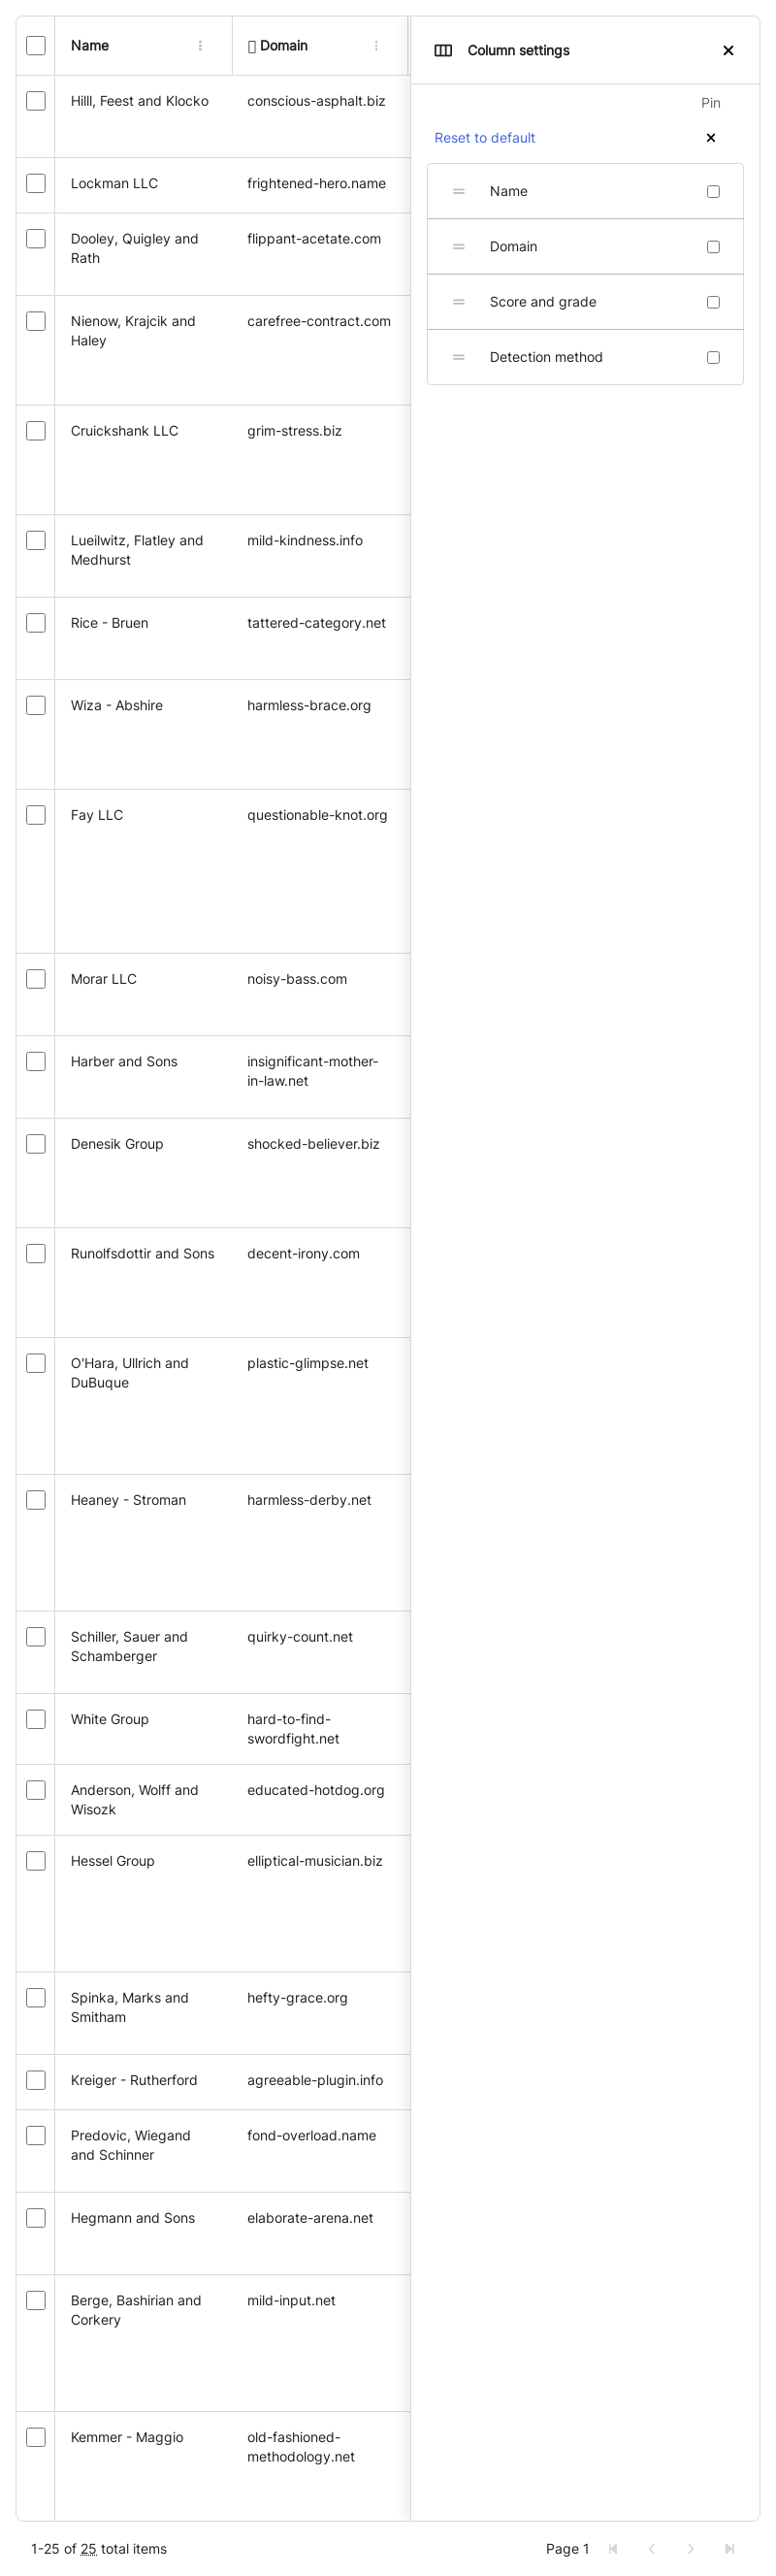 Name
Domain
Column settings
Pin
Reset to default
Name
Domain
Score and grade
Detection method
Hilll, Feest and Klocko
conscious-asphalt.biz
Lockman LLC
frightened-hero.name
Dooley, Quigley and
Rath
flippant-acetate.com
Nienow, Krajcik and
Haley
carefree-contract.com
Cruickshank LLC
grim-stress.biz
Lueilwitz, Flatley and
Medhurst
mild-kindness.info
Rice - Bruen
tattered-category.net
Wiza - Abshire
harmless-brace.org
Fay LLC
questionable-knot.org
Morar LLC
noisy-bass.com
Harber and Sons
insignificant-mother-
in-law.net
Denesik Group
shocked-believer.biz
Runolfsdottir and Sons
decent-irony.com
O'Hara, Ullrich and
DuBuque
plastic-glimpse.net
Heaney - Stroman
harmless-derby.net
Schiller, Sauer and
Schamberger
quirky-count.net
White Group
hard-to-find-
swordfight.net
Anderson, Wolff and
Wisozk
educated-hotdog.org
Hessel Group
elliptical-musician.biz
Spinka, Marks and
Smitham
hefty-grace.org
Kreiger - Rutherford
agreeable-plugin.info
Predovic, Wiegand
and Schinner
fond-overload.name
Hegmann and Sons
elaborate-arena.net
Berge, Bashirian and
Corkery
mild-input.net
Kemmer - Maggio
old-fashioned-
methodology.net
1-25 of 25 total items
Page 1